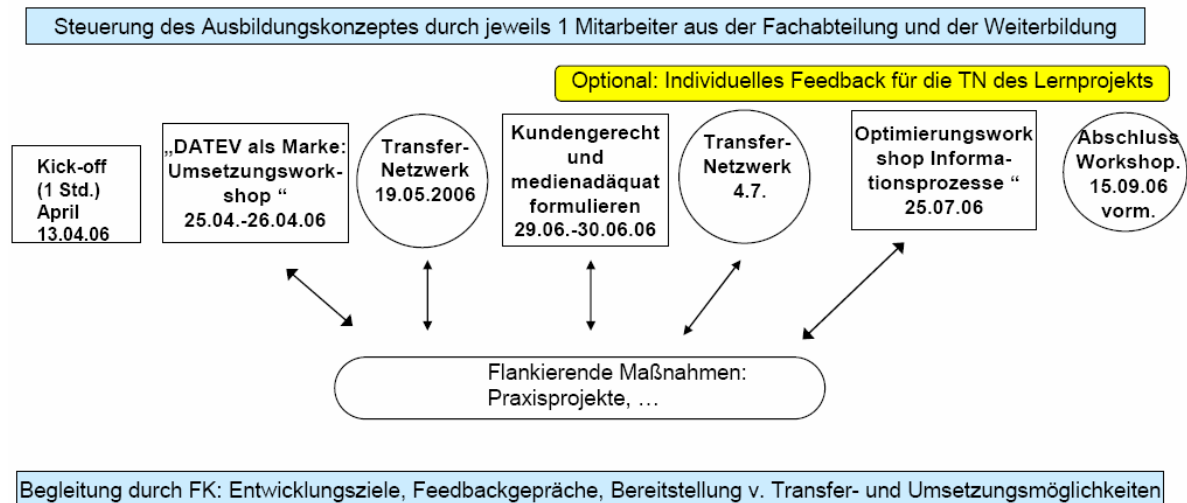 Steuerung des Ausbildungskonzeptes durch jeweils 1 Mitarbeiter aus der Fachabteilung und der Weiterbildung
Optional: Individuelles Feedback für die TN des Lernprojekts
Kick-off
(1 Std.)
April
13.04.06
„DATEV als Marke:
Umsetzungswork-
shop “
25.04.-26.04.06
Transfer-
Netzwerk
19.05.2006
Kundengerecht
und
medienadäquat
formulieren
29.06.-30.06.06
Transfer-
Netzwerk
4.7.
Optimierungswork
shop Informa-
tionsprozesse “
25.07.06
Abschluss
Workshop.
15.09.06
vorm.
Flankierende Maßnahmen:
Praxisprojekte, …
Begleitung durch FK: Entwicklungsziele, Feedbackgepräche, Bereitstellung v. Transfer- und Umsetzungsmöglichkeiten